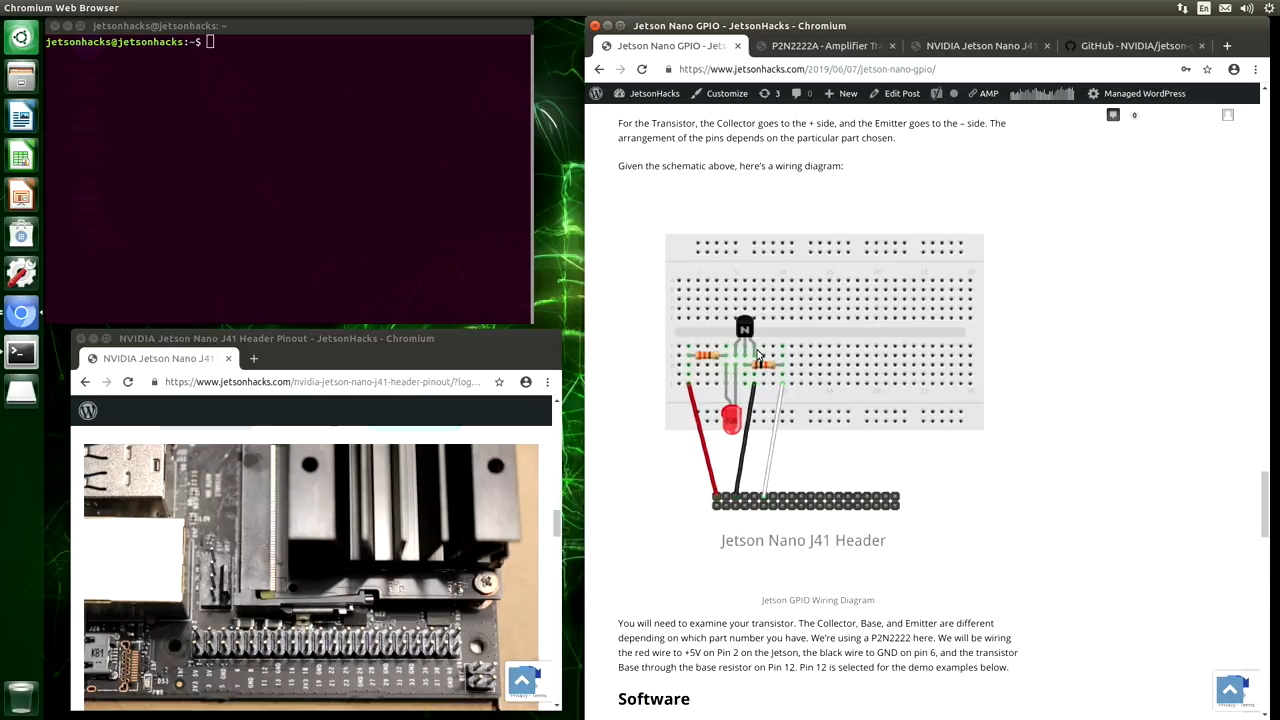 Chromium Web Browser
En
jetsonhacks@jetsonhacks: ~
jetsonhacks@jetsonhacks:~$
NVIDIA Jetson Nano J41 Header Pinout - JetsonHacks - Chromium
NVIDIA Jetson Nano J41
https://www.jetsonhacks.com/nvidia-jetson-nano-j41-header-pinout/?log...
Privacy - Terms
Jetson Nano GPIO - Chromium
Jetson Nano GPIO - Jets
P2N2222A - Amplifier Tra
NVIDIA Jetson Nano J41
GitHub - NVIDIA/jetson-g
https://www.jetsonhacks.com/2019/06/07/jetson-nano-gpio/
JetsonHacks Customize 3 0 New Edit Post AMP Managed WordPress
0
For the Transistor, the Collector goes to the + side, and the Emitter goes to the – side. The
arrangement of the pins depends on the particular part chosen.
Given the schematic above, here's a wiring diagram:
N
Jetson Nano J41 Header
Jetson GPIO Wiring Diagram
You will need to examine your transistor. The Collector, Base, and Emitter are different
depending on which part number you have. We're using a P2N2222 here. We will be wiring
the red wire to +5V on Pin 2 on the Jetson, the black wire to GND on pin 6, and the transistor
Base through the base resistor on Pin 12. Pin 12 is selected for the demo examples below.
Software
Privacy - Terms